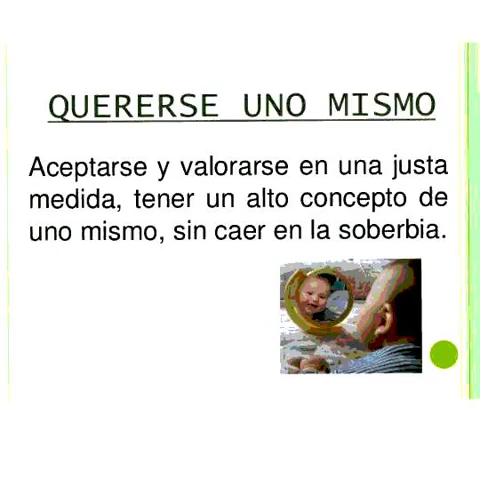 QUERERSE UNO MISMO
Aceptarse y valorarse en una justa
medida, tener un alto concepto de
uno mismo, sin caer en la soberbia.